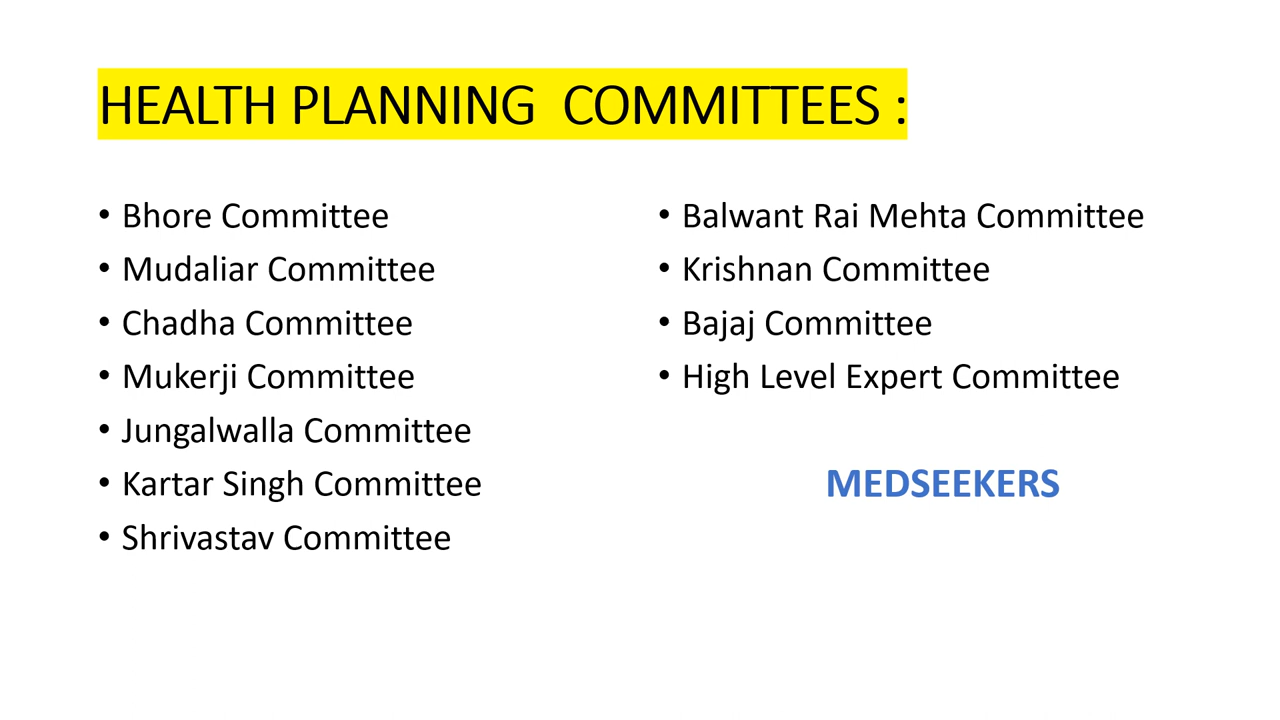 HEALTH PLANNING  COMMITTEES :
• Bhore Committee
• Mudaliar Committee
• Chadha Committee
• Mukerji Committee
• Jungalwalla Committee
• Kartar Singh Committee
• Shrivastav Committee
• Balwant Rai Mehta Committee
• Krishnan Committee
• Bajaj Committee
• High Level Expert Committee
MEDSEEKERS